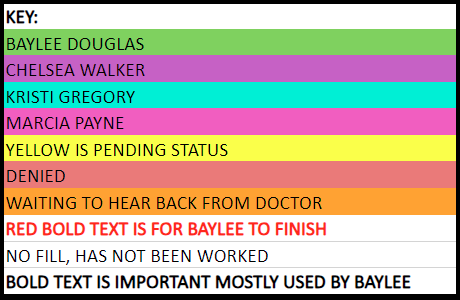 KEY:
BAYLEE DOUGLAS
CHELSEA WALKER
KRISTI GREGORY
MARCIA PAYNE
YELLOW IS PENDING STATUS
DENIED
WAITING TO HEAR BACK FROM DOCTOR
RED BOLD TEXT IS FOR BAYLEE TO FINISH
NO FILL, HAS NOT BEEN WORKED
BOLD TEXT IS IMPORTANT MOSTLY USED BY BAYLEE